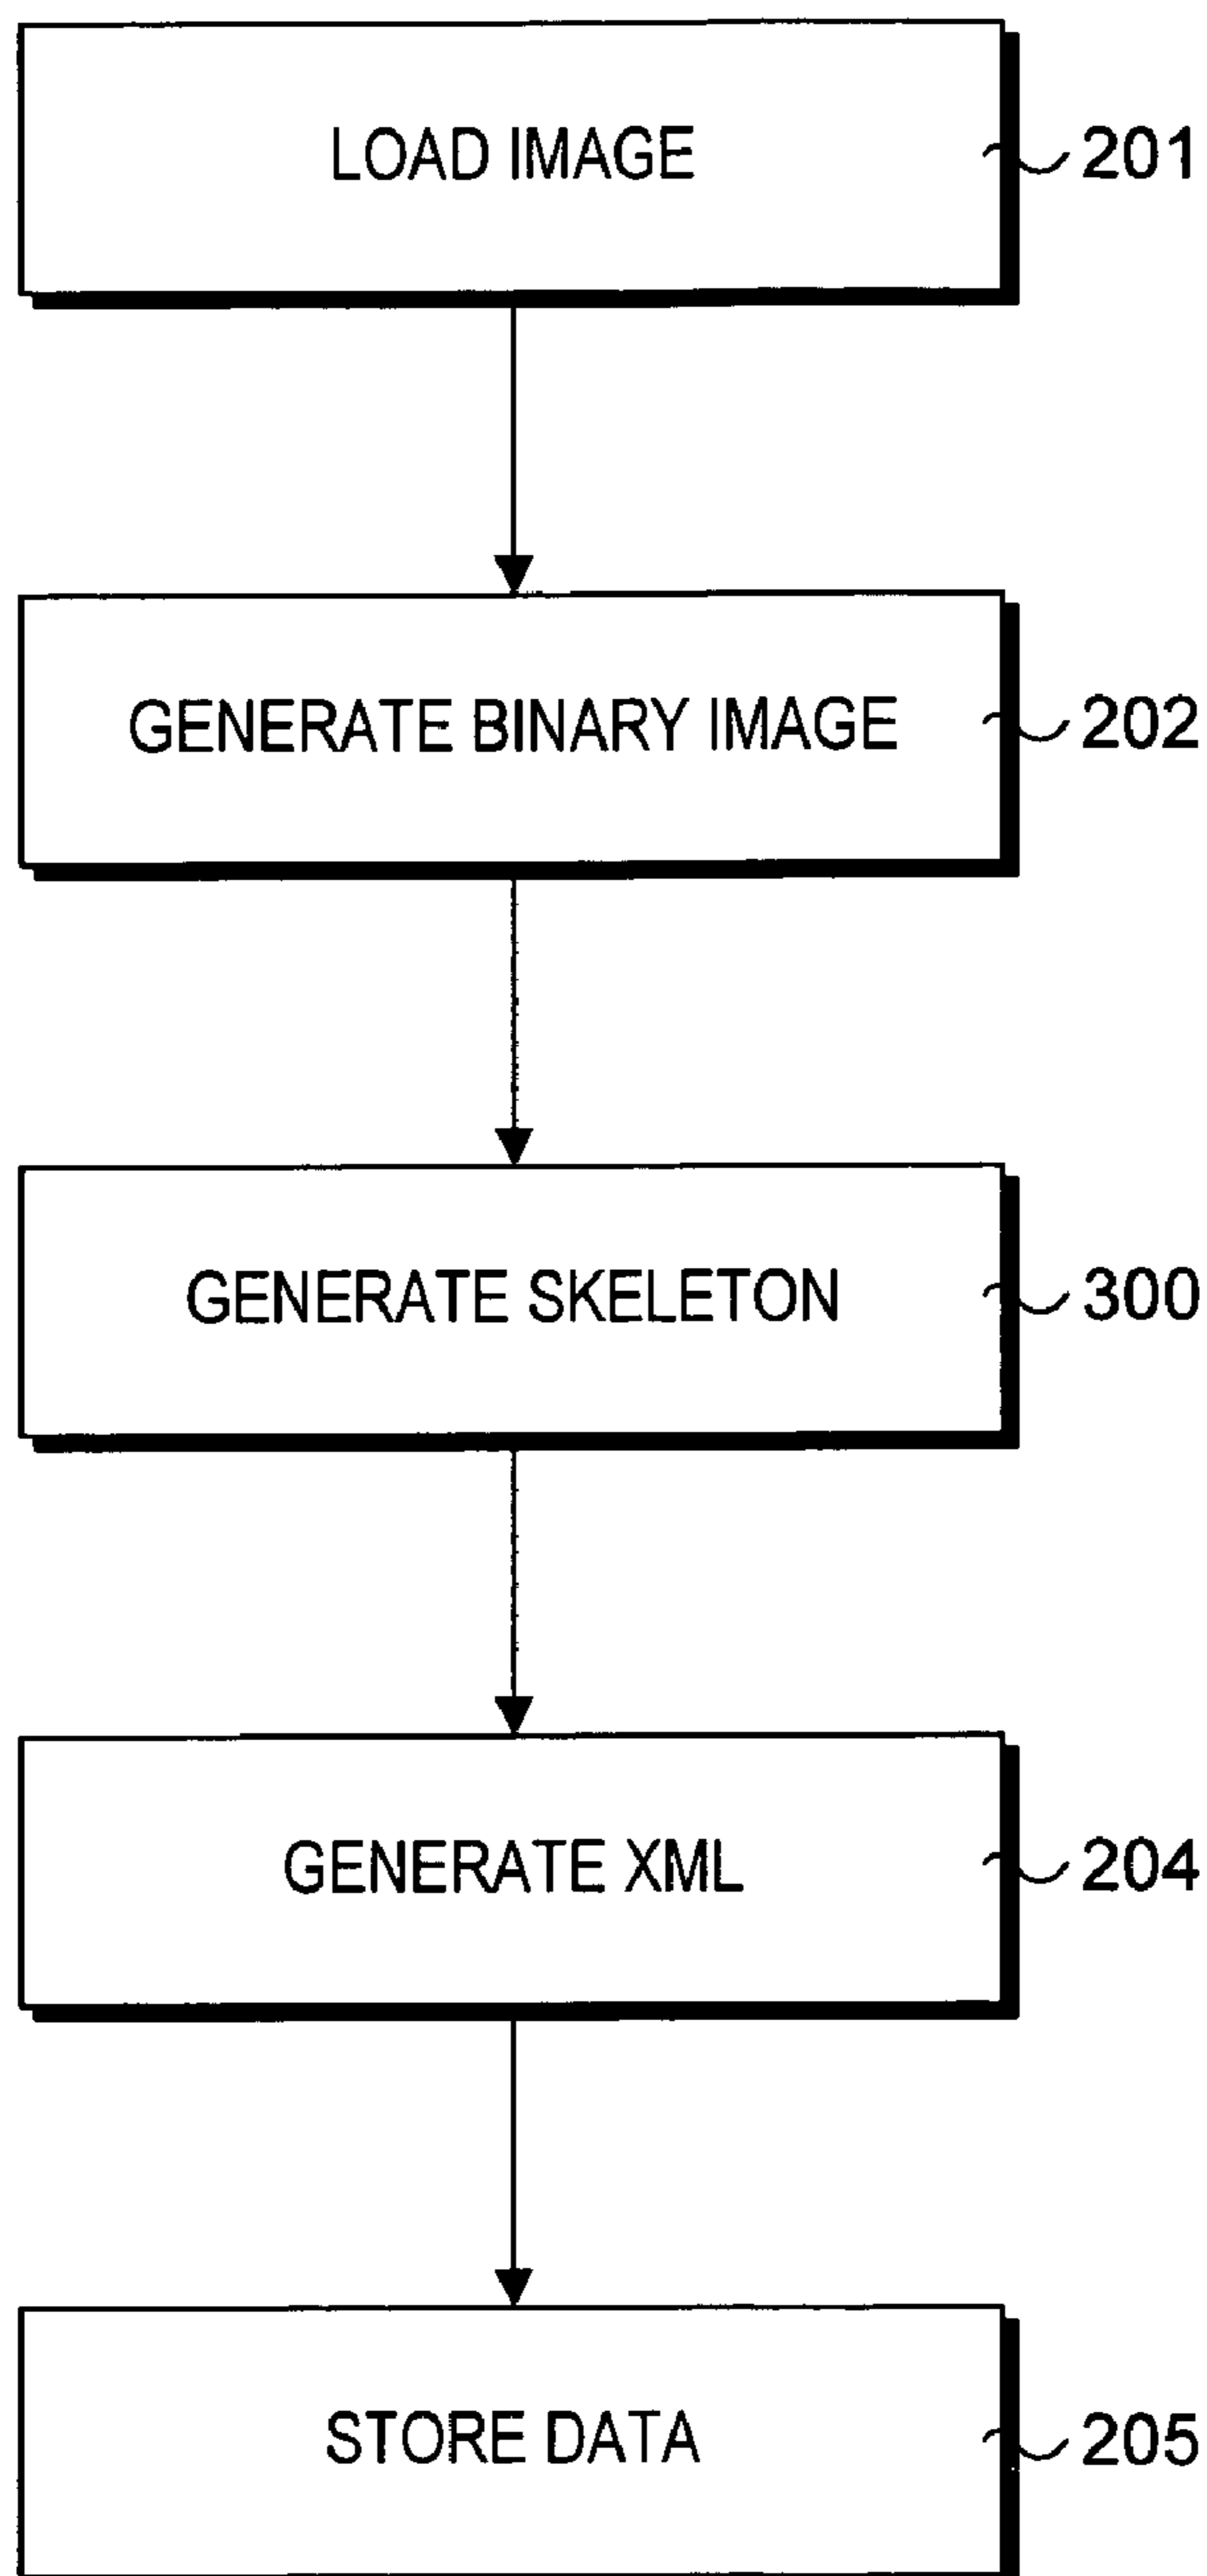 LOAD IMAGE 201
GENERATE BINARY IMAGE 202
GENERATE SKELETON 300
GENERATE XML 204
STORE DATA 205